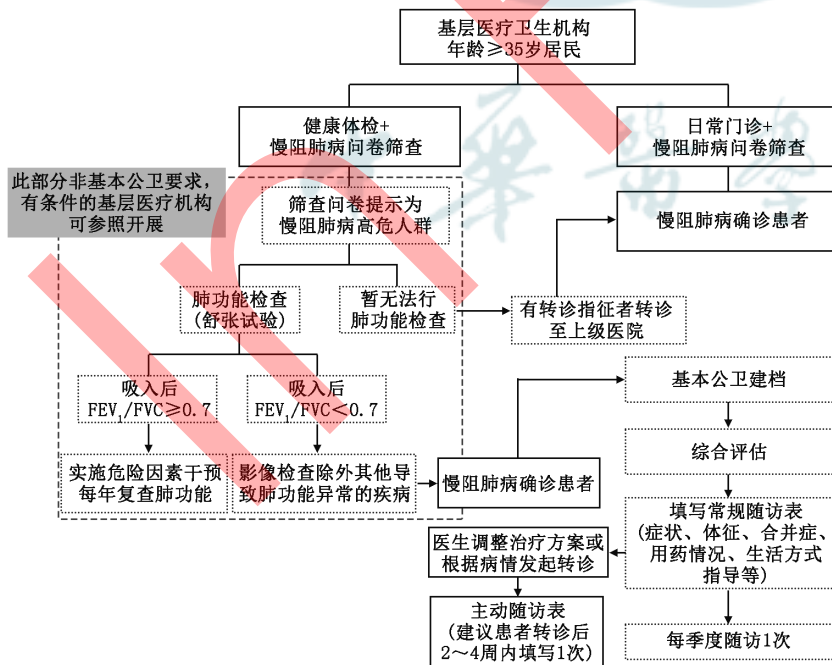 基层医疗卫生机构
年龄≥35岁居民
健康体检+
慢阻肺病问卷筛查
日常门诊+
慢阻肺病问卷筛查
此部分非基本公卫要求，
有条件的基层医疗机构
可参照开展
筛查问卷提示为
慢阻肺病高危人群
慢阻肺病确诊患者
肺功能检查
(舒张试验)
暂无法行
肺功能检查
有转诊指征者转诊
至上级医院
吸入后
FEV₁/FVC≥0.7
吸入后
FEV₁/FVC<0.7
基本公卫建档
综合评估
实施危险因素干预
每年复查肺功能
影像检查除外其他导
致肺功能异常的疾病
慢阻肺病确诊患者
填写常规随访表
(症状、体征、合并症、
用药情况、生活方式
指导等)
医生调整治疗方案或
根据病情发起转诊
主动随访表
(建议患者转诊后
2～4周内填写1次)
每季度随访1次